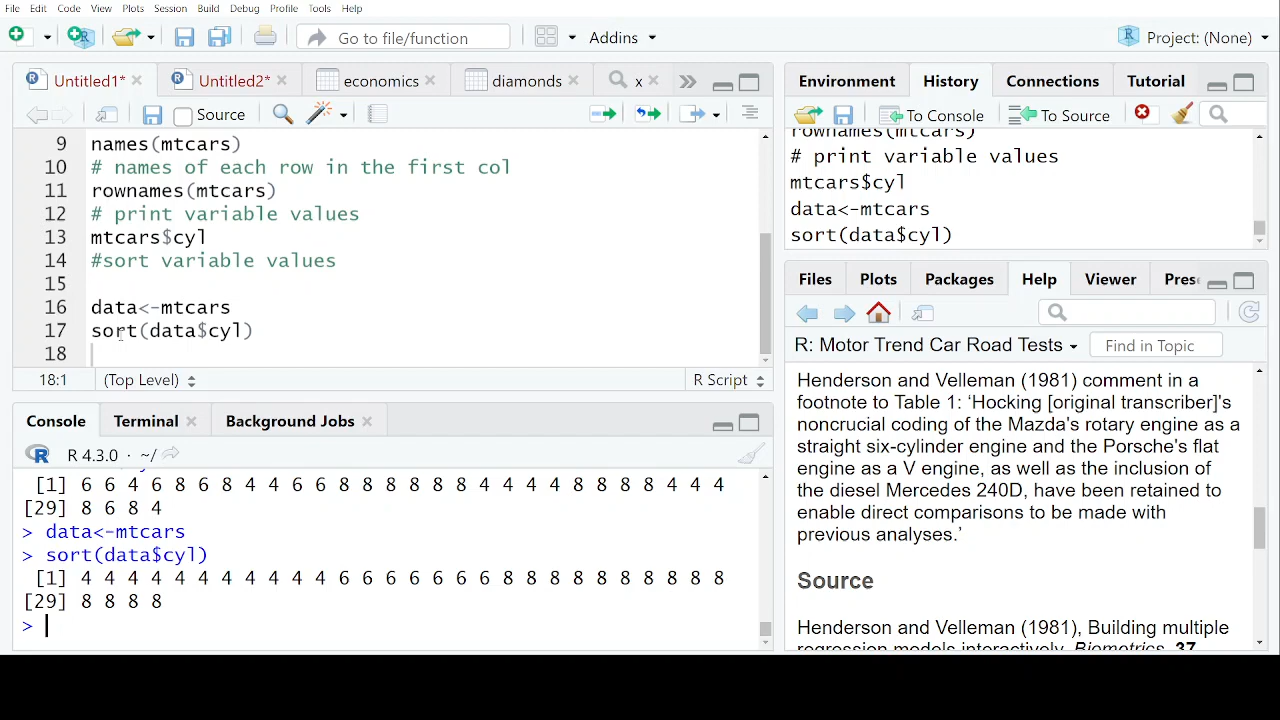 File Edit Code View Plots Session Build Debug Profile Tools Help
Go to file/function Addins Project: (None)
Untitled1* Untitled2* economics diamonds x
Source
9 names(mtcars)
10 # names of each row in the first col
11 rownames(mtcars)
12 # print variable values
13 mtcars$cyl
14 #sort variable values
15
16 data<-mtcars
17 sort(data$cyl)
18
18:1 (Top Level) R Script
Console Terminal Background Jobs
R 4.3.0 · ~/
[1] 6 6 4 6 8 6 8 4 4 6 6 8 8 8 8 8 8 4 4 4 4 8 8 8 8 4 4 4
[29] 8 6 8 4
> data<-mtcars
> sort(data$cyl)
[1] 4 4 4 4 4 4 4 4 4 4 4 6 6 6 6 6 6 6 8 8 8 8 8 8 8 8 8 8
[29] 8 8 8 8
>
Environment History Connections Tutorial
To Console To Source
rownames(mtcars)
# print variable values
mtcars$cyl
data<-mtcars
sort(data$cyl)
Files Plots Packages Help Viewer Pres
R: Motor Trend Car Road Tests Find in Topic
Henderson and Velleman (1981) comment in a
footnote to Table 1: ‘Hocking [original transcriber]'s
noncrucial coding of the Mazda's rotary engine as a
straight six-cylinder engine and the Porsche's flat
engine as a V engine, as well as the inclusion of
the diesel Mercedes 240D, have been retained to
enable direct comparisons to be made with
previous analyses.’
Source
Henderson and Velleman (1981), Building multiple
regression models interactively. Biometrics, 37